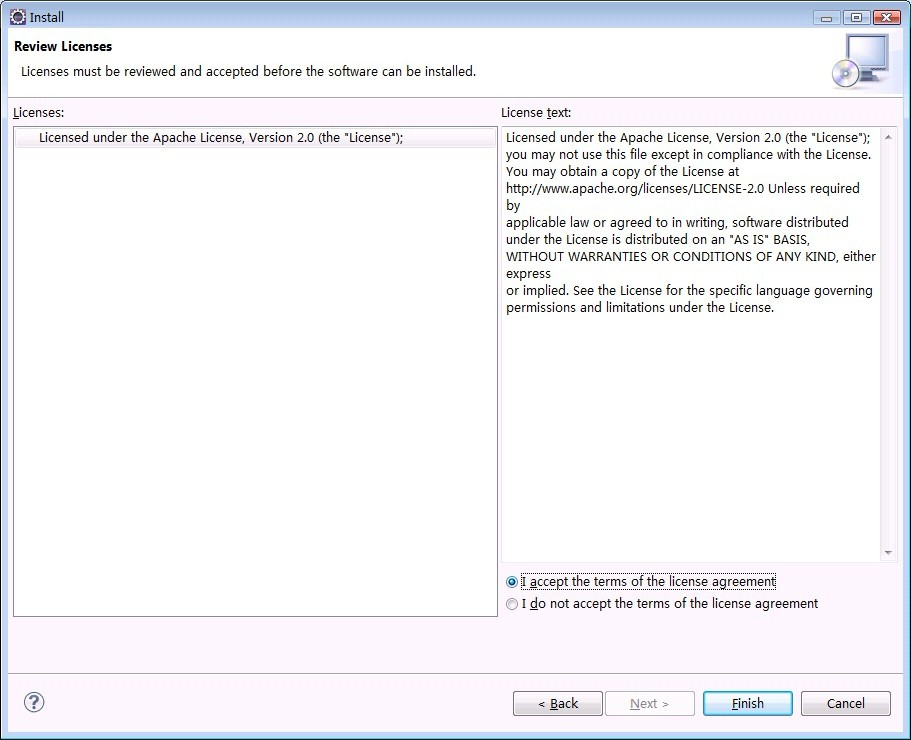 Install
Review Licenses
Licenses must be reviewed and accepted before the software can be installed.
Licenses:
Licensed under the Apache License, Version 2.0 (the "License");
License text:
Licensed under the Apache License, Version 2.0 (the "License");
you may not use this file except in compliance with the License.
You may obtain a copy of the License at
http://www.apache.org/licenses/LICENSE-2.0 Unless required
by
applicable law or agreed to in writing, software distributed
under the License is distributed on an "AS IS" BASIS,
WITHOUT WARRANTIES OR CONDITIONS OF ANY KIND, either
express
or implied. See the License for the specific language governing
permissions and limitations under the License.
I accept the terms of the license agreement
I do not accept the terms of the license agreement
?
< Back
Next >
Finish
Cancel